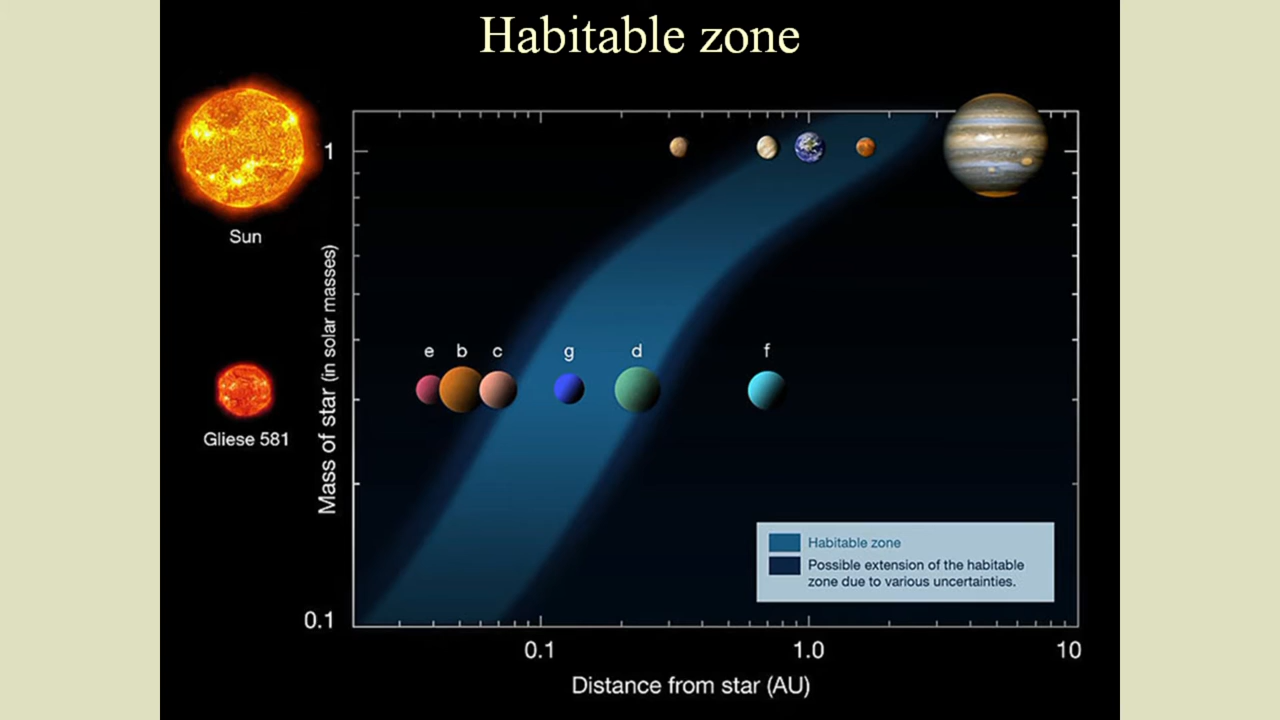 Habitable zone
Sun
Gliese 581
Mass of star (in solar masses)
1
0.1
e b c g d f
Habitable zone
Possible extension of the habitable
zone due to various uncertainties.
0.1 1.0 10
Distance from star (AU)